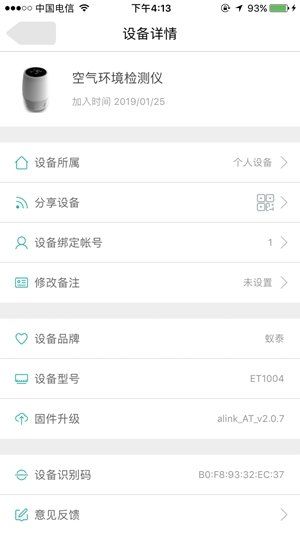 中国电信 下午4:13 93%
设备详情
空气环境检测仪
加入时间 2019/01/25
设备所属 个人设备
分享设备
设备绑定帐号 1
修改备注 未设置
设备品牌 蚁泰
设备型号 ET1004
固件升级 alink_AT_v2.0.7
设备识别码 B0:F8:93:32:EC:37
意见反馈